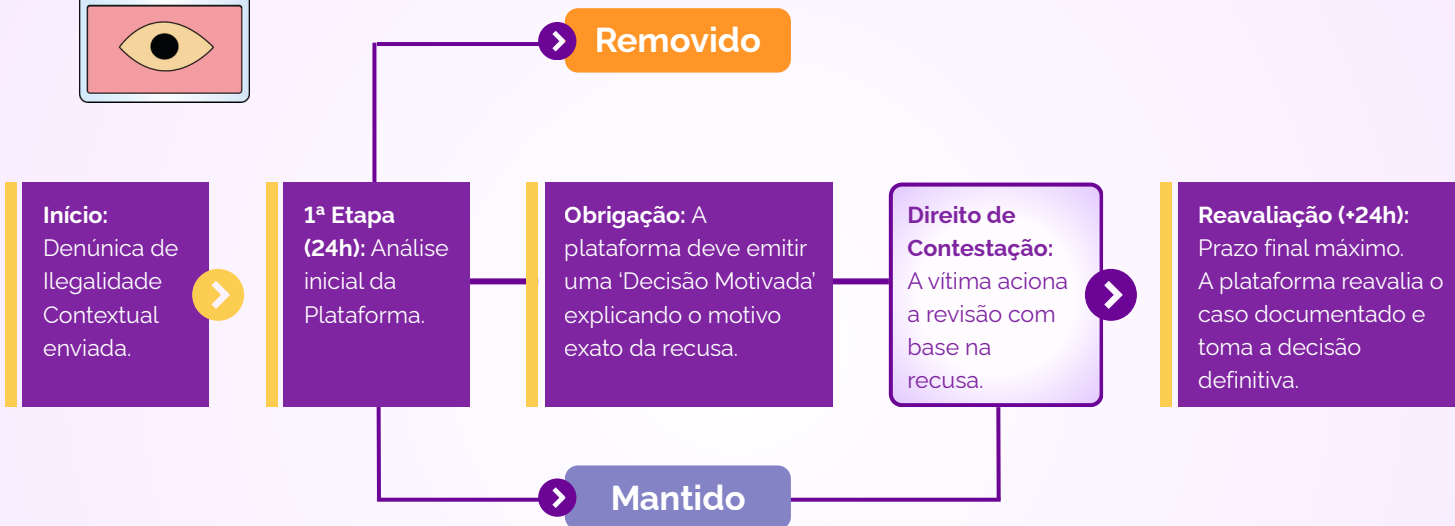 Removido
Início:
Denúnica de
Ilegalidade
Contextual
enviada.
1ª Etapa
(24h): Análise
inicial da
Plataforma.
Obrigação: A
plataforma deve emitir
uma ‘Decisão Motivada’
explicando o motivo
exato da recusa.
Direito de
Contestação:
A vítima aciona
a revisão com
base na
recusa.
Reavaliação (+24h):
Prazo final máximo.
A plataforma reavalia o
caso documentado e
toma a decisão
definitiva.
Mantido